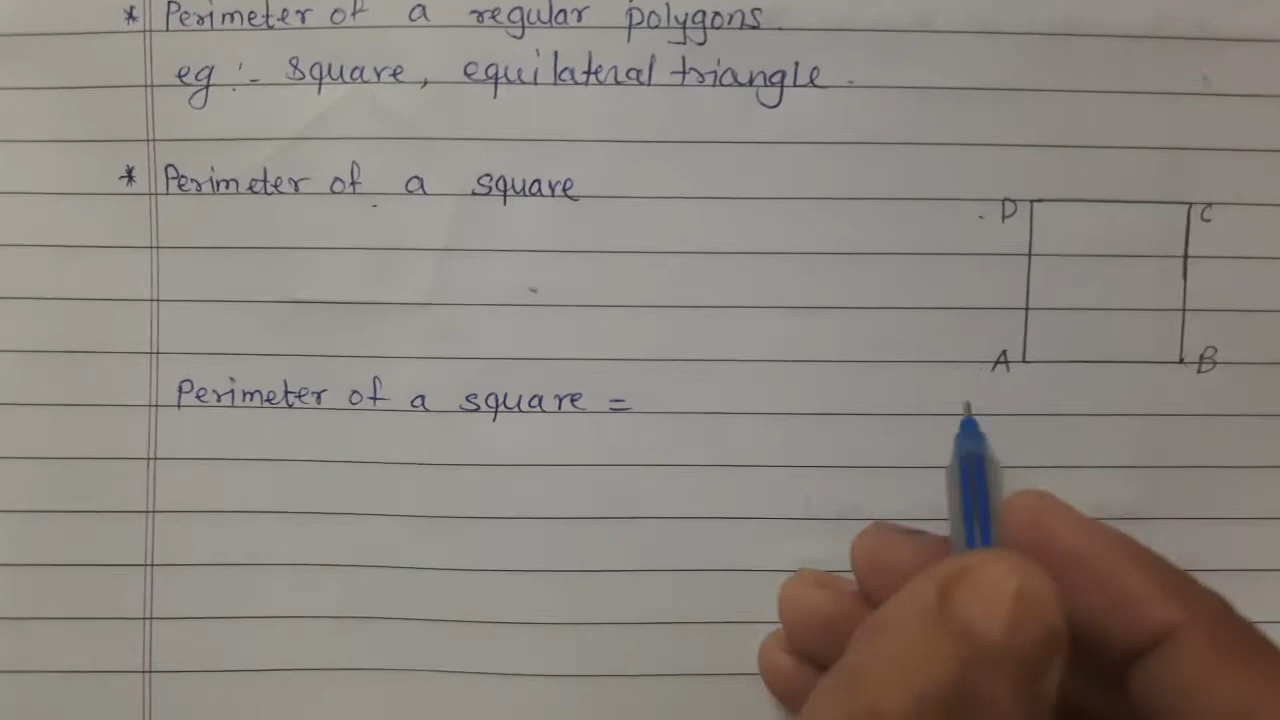 * Perimeter of a regular polygons.
eg :- square, equilateral triangle.
* Perimeter of a square
D C
A B
Perimeter of a square =